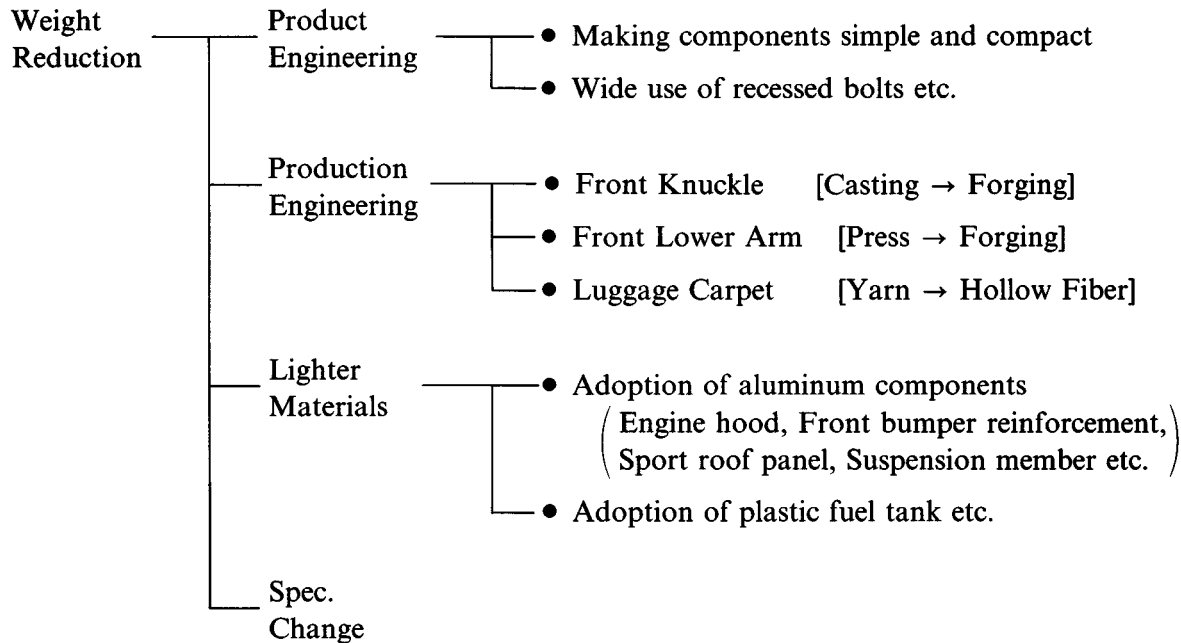 Weight
Reduction
Product
Engineering
● Making components simple and compact
● Wide use of recessed bolts etc.
Production
Engineering
● Front Knuckle [Casting → Forging]
● Front Lower Arm [Press → Forging]
● Luggage Carpet [Yarn → Hollow Fiber]
Lighter
Materials
● Adoption of aluminum components
(Engine hood, Front bumper reinforcement,
Sport roof panel, Suspension member etc.)
● Adoption of plastic fuel tank etc.
Spec.
Change